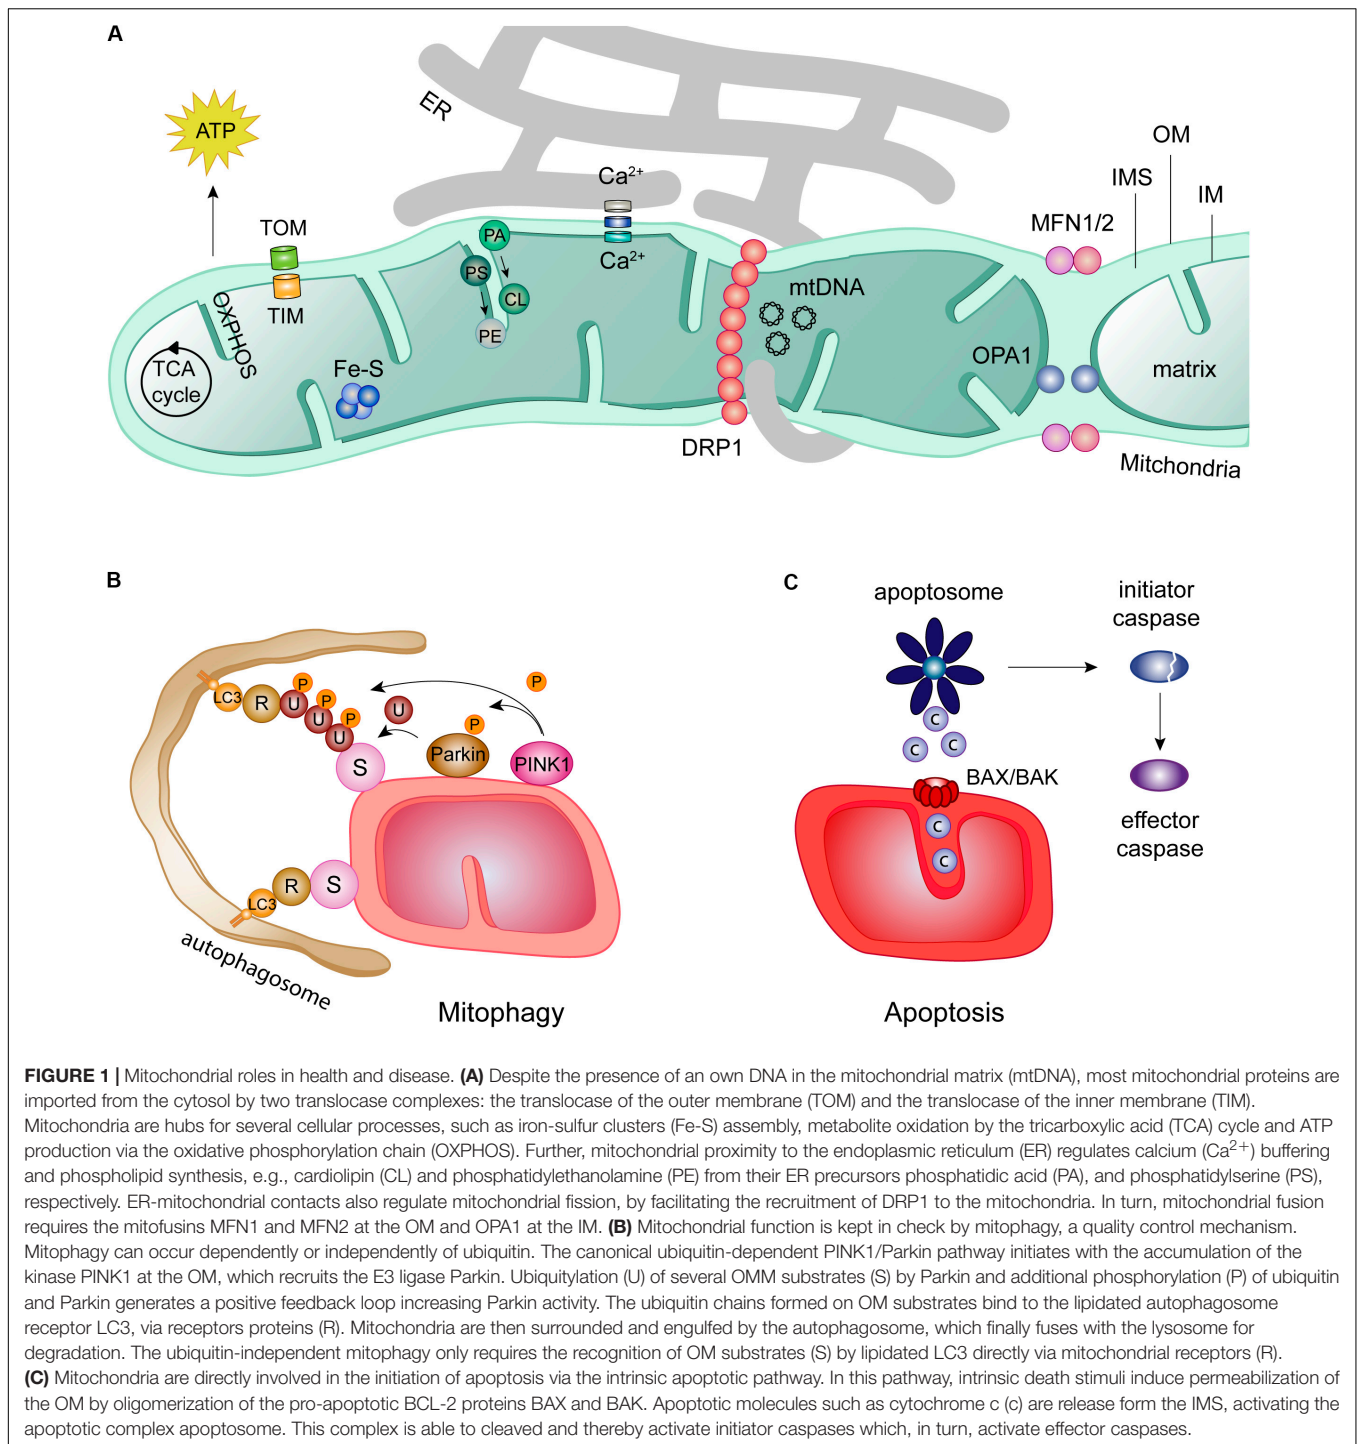 A
ER
ATP
OM
IMS
IM
Ca2+
TOM
MFN1/2
PA
Ca2+
PS
mtDNA
CL
OXPHOS
TIM
PE
OPA1
TCA
cycle
Fe-S
matrix
DRP1
Mitchondria
B
C
apoptosome
initiator
caspase
P
P
LC3
R
U
P
U
C
U
P
P
U
Parkin
C
C
S
PINK1
BAX/BAK
effector
caspase
C
C
R
S
LC3
autophagosome
Mitophagy
Apoptosis
FIGURE 1 | Mitochondrial roles in health and disease. (A) Despite the presence of an own DNA in the mitochondrial matrix (mtDNA), most mitochondrial proteins are
imported from the cytosol by two translocase complexes: the translocase of the outer membrane (TOM) and the translocase of the inner membrane (TIM).
Mitochondria are hubs for several cellular processes, such as iron-sulfur clusters (Fe-S) assembly, metabolite oxidation by the tricarboxylic acid (TCA) cycle and ATP
production via the oxidative phosphorylation chain (OXPHOS). Further, mitochondrial proximity to the endoplasmic reticulum (ER) regulates calcium (Ca2+) buffering
and phospholipid synthesis, e.g., cardiolipin (CL) and phosphatidylethanolamine (PE) from their ER precursors phosphatidic acid (PA), and phosphatidylserine (PS),
respectively. ER-mitochondrial contacts also regulate mitochondrial fission, by facilitating the recruitment of DRP1 to the mitochondria. In turn, mitochondrial fusion
requires the mitofusins MFN1 and MFN2 at the OM and OPA1 at the IM. (B) Mitochondrial function is kept in check by mitophagy, a quality control mechanism.
Mitophagy can occur dependently or independently of ubiquitin. The canonical ubiquitin-dependent PINK1/Parkin pathway initiates with the accumulation of the
kinase PINK1 at the OM, which recruits the E3 ligase Parkin. Ubiquitylation (U) of several OMM substrates (S) by Parkin and additional phosphorylation (P) of ubiquitin
and Parkin generates a positive feedback loop increasing Parkin activity. The ubiquitin chains formed on OM substrates bind to the lipidated autophagosome
receptor LC3, via receptors proteins (R). Mitochondria are then surrounded and engulfed by the autophagosome, which finally fuses with the lysosome for
degradation. The ubiquitin-independent mitophagy only requires the recognition of OM substrates (S) by lipidated LC3 directly via mitochondrial receptors (R).
(C) Mitochondria are directly involved in the initiation of apoptosis via the intrinsic apoptotic pathway. In this pathway, intrinsic death stimuli induce permeabilization of
the OM by oligomerization of the pro-apoptotic BCL-2 proteins BAX and BAK. Apoptotic molecules such as cytochrome c (c) are release form the IMS, activating the
apoptotic complex apoptosome. This complex is able to cleaved and thereby activate initiator caspases which, in turn, activate effector caspases.